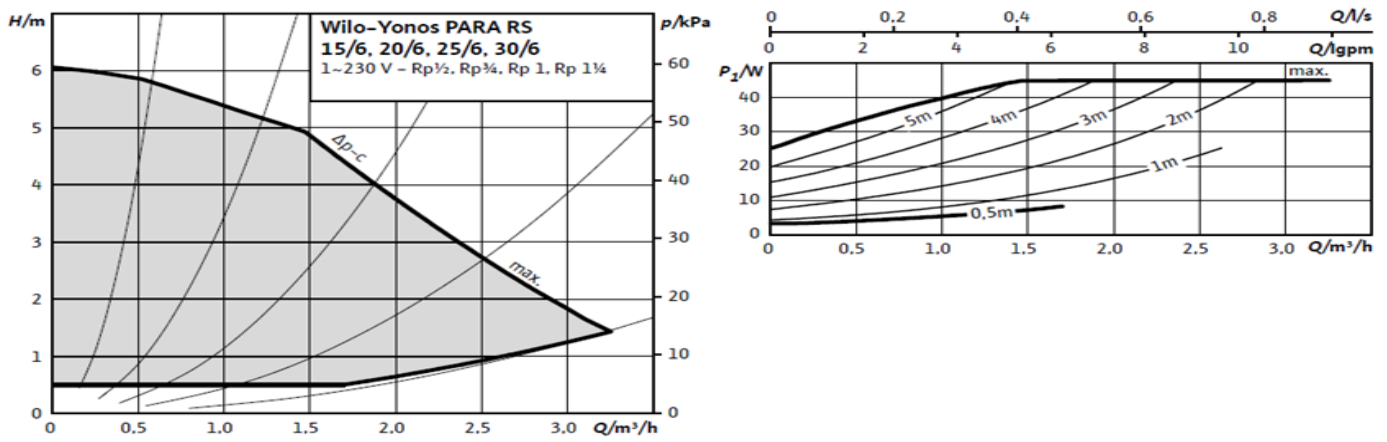 H/m
Wilo-Yonos PARA RS
15/6, 20/6, 25/6, 30/6
1~230 V – Rp½, Rp¾, Rp 1, Rp 1¼
p/kPa
6
5
4
3
2
1
0
Δp-c
max.
60
50
40
30
20
10
0
0 0,5 1,0 1,5 2,0 2,5 3,0 Q/m³/h
0 0,2 0,4 0,6 0,8 Q/l/s
0 2 4 6 8 10 Q/Igpm
P₁/W
max.
40
30
20
10
0
5m
4m
3m
2m
1m
0,5m
0 0,5 1,0 1,5 2,0 2,5 3,0 Q/m³/h